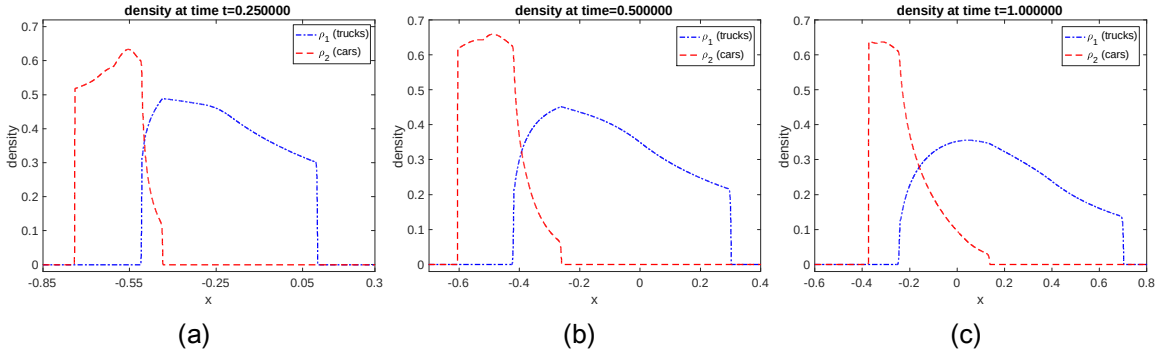 density at time t=0.250000
0.7
0.6
0.5
0.4
0.3
0.2
0.1
0
density
-0.85
-0.55
-0.25
0.05
0.3
x
ρ1 (trucks)
ρ2 (cars)
(a)
density at time=0.500000
0.7
0.6
0.5
0.4
0.3
0.2
0.1
0
density
-0.6
-0.4
-0.2
0
0.2
0.4
x
ρ1 (trucks)
ρ2 (cars)
(b)
density at time t=1.000000
0.7
0.6
0.5
0.4
0.3
0.2
0.1
0
density
-0.6
-0.4
-0.2
0
0.2
0.4
0.6
0.8
x
ρ1 (trucks)
ρ2 (cars)
(c)